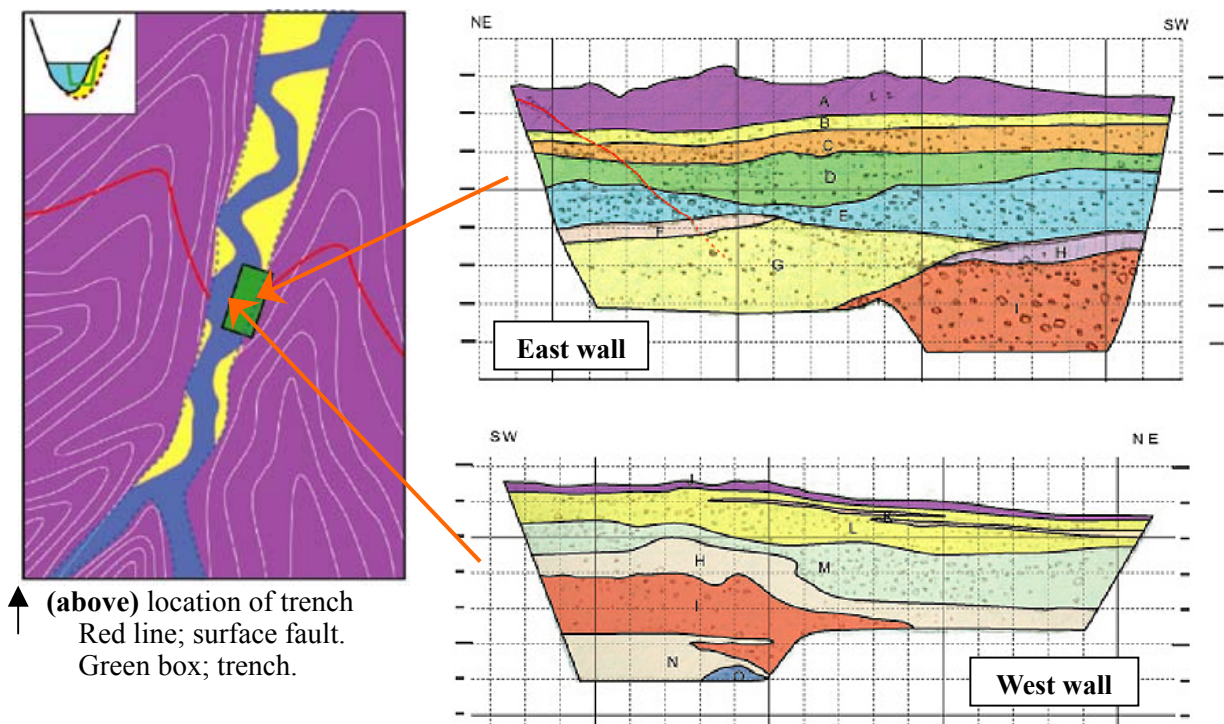 NE
SW
A
L
B
C
D
E
F
G
H
I
East wall
SW
NE
J
K
L
H
M
I
N
O
West wall
(above) location of trench
Red line; surface fault.
Green box; trench.